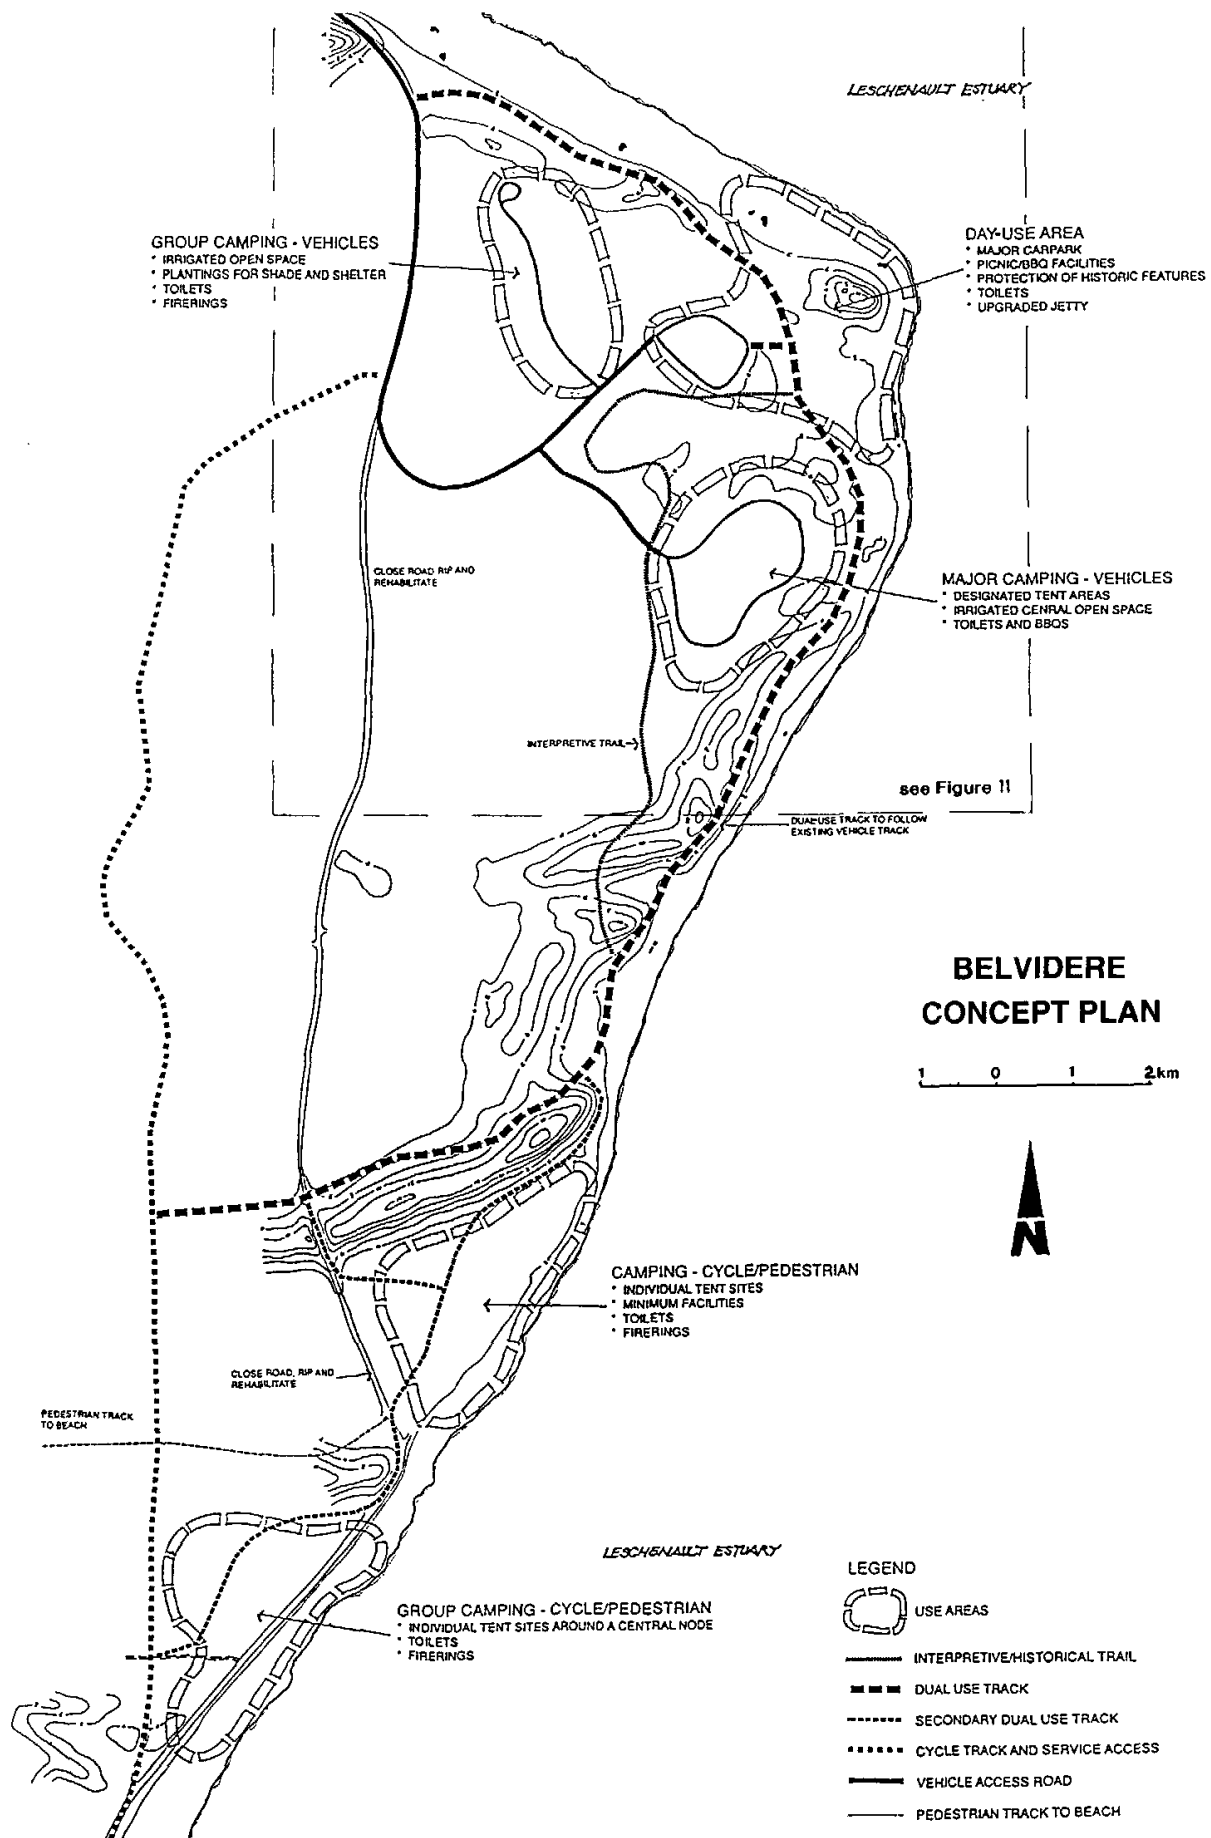 LESCHENAULT ESTUARY
GROUP CAMPING - VEHICLES
* IRRIGATED OPEN SPACE
* PLANTINGS FOR SHADE AND SHELTER
* TOILETS
* FIRERINGS
DAY-USE AREA
* MAJOR CARPARK
* PICNIC/BBQ FACILITIES
* PROTECTION OF HISTORIC FEATURES
* TOILETS
* UPGRADED JETTY
CLOSE ROAD RIP AND
REHABILITATE
MAJOR CAMPING - VEHICLES
* DESIGNATED TENT AREAS
* IRRIGATED CENRAL OPEN SPACE
* TOILETS AND BBQS
INTERPRETIVE TRAIL
see Figure 11
DUAL-USE TRACK TO FOLLOW
EXISTING VEHICLE TRACK
BELVIDERE
CONCEPT PLAN
1 0 1 2km
N
CAMPING - CYCLE/PEDESTRIAN
* INDIVIDUAL TENT SITES
* MINIMUM FACILITIES
* TOILETS
* FIRERINGS
CLOSE ROAD, RIP AND
REHABILITATE
PEDESTRIAN TRACK
TO BEACH
LESCHENAULT ESTUARY
GROUP CAMPING - CYCLE/PEDESTRIAN
* INDIVIDUAL TENT SITES AROUND A CENTRAL NODE
* TOILETS
* FIRERINGS
LEGEND
USE AREAS
INTERPRETIVE/HISTORICAL TRAIL
DUAL USE TRACK
SECONDARY DUAL USE TRACK
CYCLE TRACK AND SERVICE ACCESS
VEHICLE ACCESS ROAD
PEDESTRIAN TRACK TO BEACH